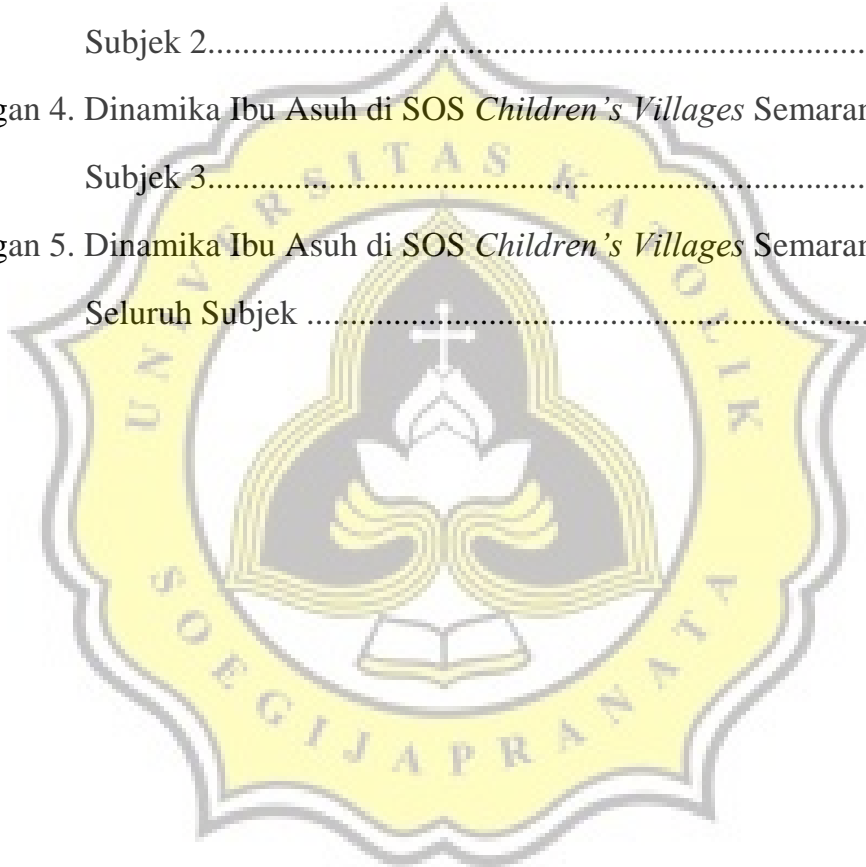 Subjek 2..........................................................................
gan 4. Dinamika Ibu Asuh di SOS Children’s Villages Semaran
Subjek 3..........................................................................
gan 5. Dinamika Ibu Asuh di SOS Children’s Villages Semaran
Seluruh Subjek ...............................................................
UNIVERSITAS KATOLIK
SOEGIJAPRANATA